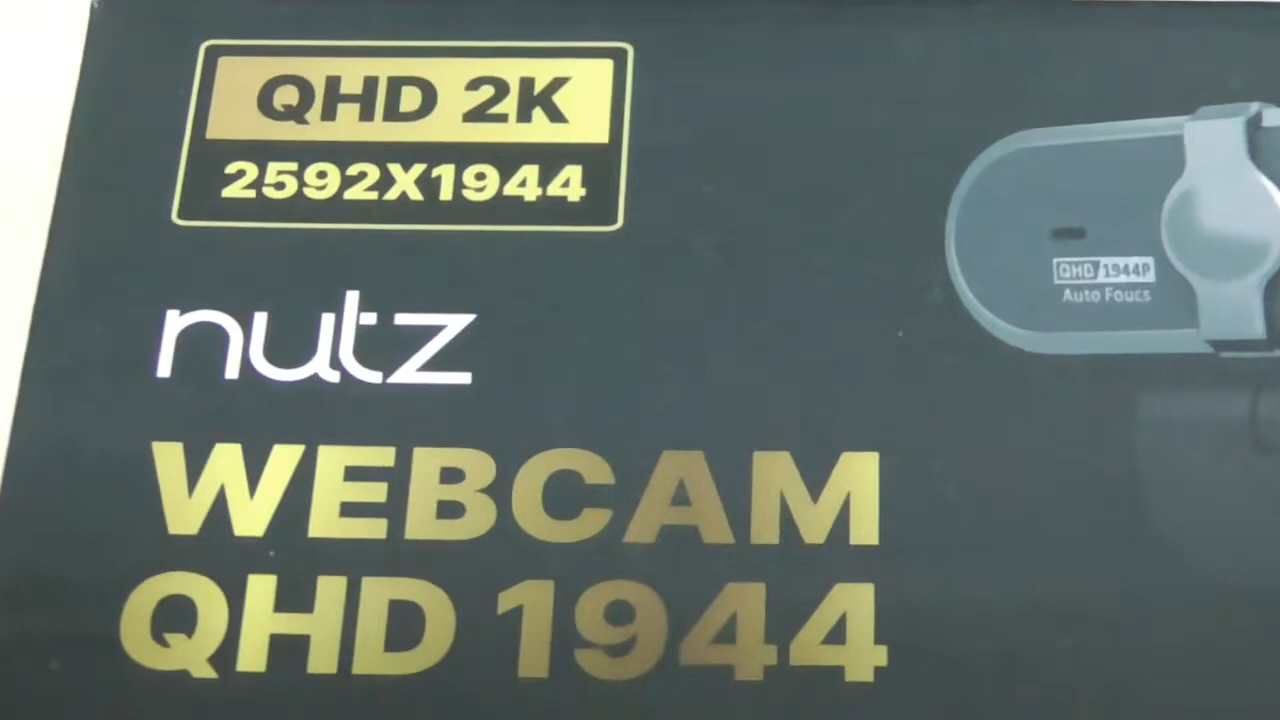 QHD 2K
2592X1944
nutz
WEBCAM
QHD 1944
QHD 1944P
Auto Foucs